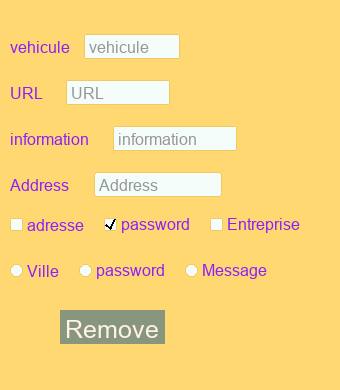 vehicule vehicule
URL URL
information information
Address Address
adresse password Entreprise
Ville password Message
Remove